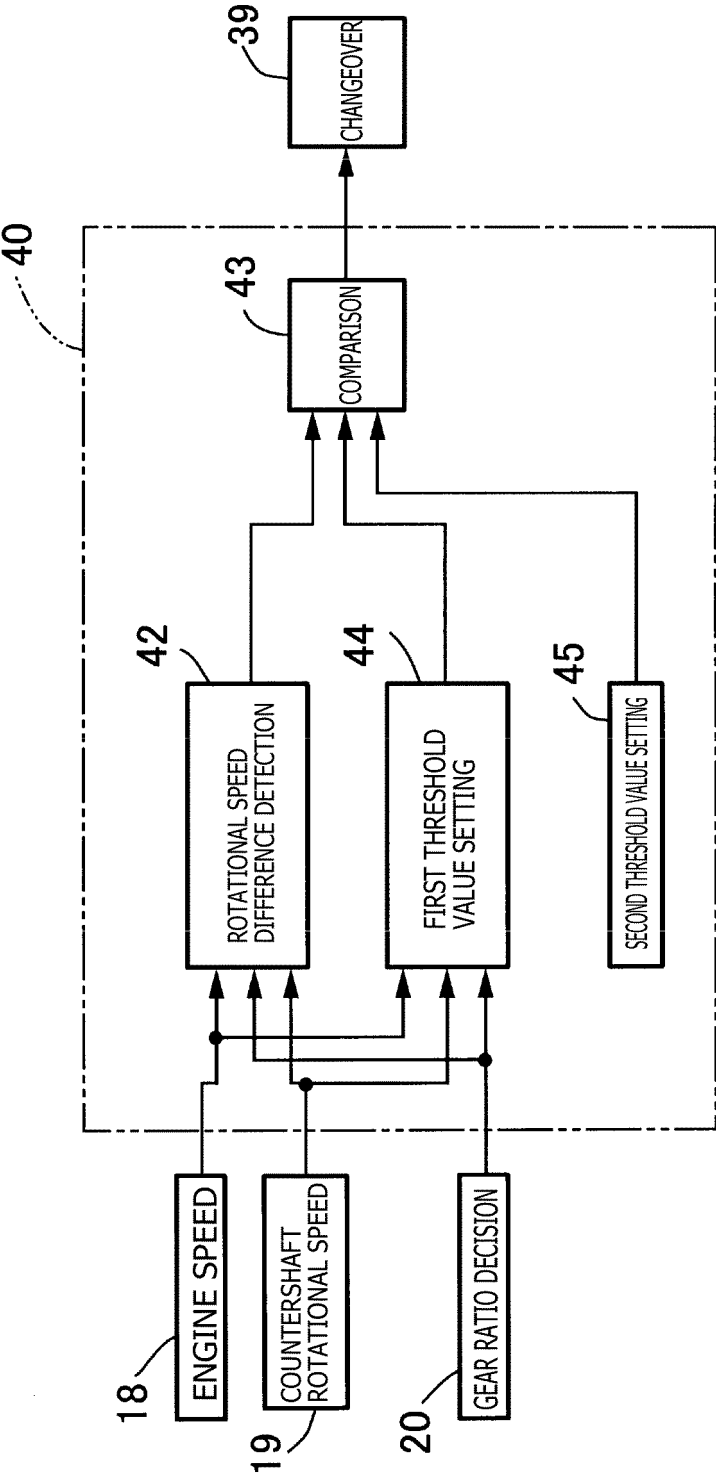 40
18
ENGINE SPEED
19
COUNTERSHAFT
ROTATIONAL SPEED
20
GEAR RATIO DECISION
42
ROTATIONAL SPEED
DIFFERENCE DETECTION
44
FIRST THRESHOLD
VALUE SETTING
45
SECOND THRESHOLD VALUE SETTING
43
COMPARISON
39
CHANGEOVER